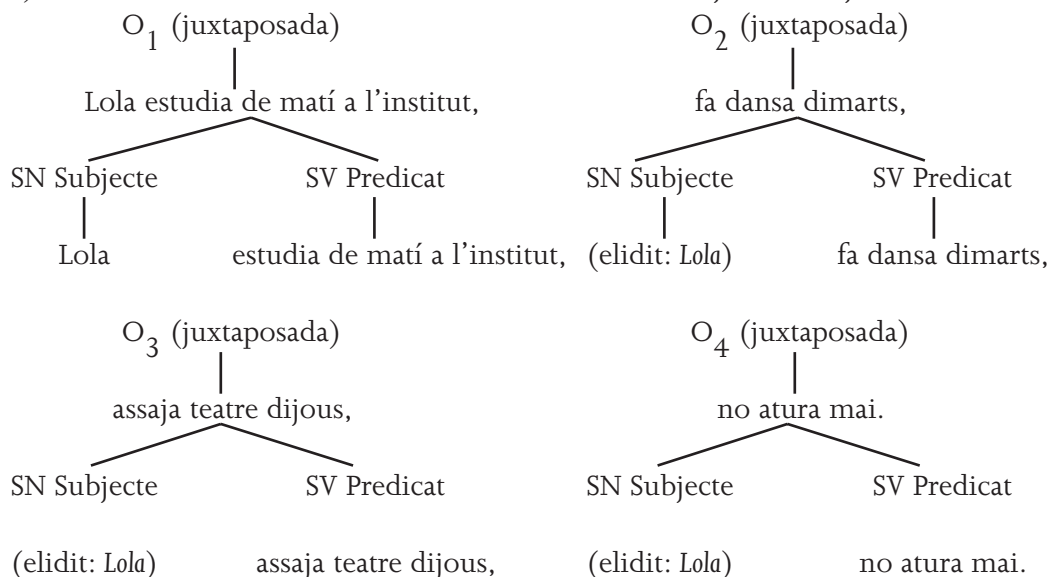 O1 (juxtaposada) O2 (juxtaposada)
Lola estudia de matí a l’institut, fa dansa dimarts,
SN Subjecte SV Predicat SN Subjecte SV Predicat
Lola estudia de matí a l’institut, (elidit: Lola) fa dansa dimarts,
O3 (juxtaposada) O4 (juxtaposada)
assaja teatre dijous, no atura mai.
SN Subjecte SV Predicat SN Subjecte SV Predicat
(elidit: Lola) assaja teatre dijous, (elidit: Lola) no atura mai.